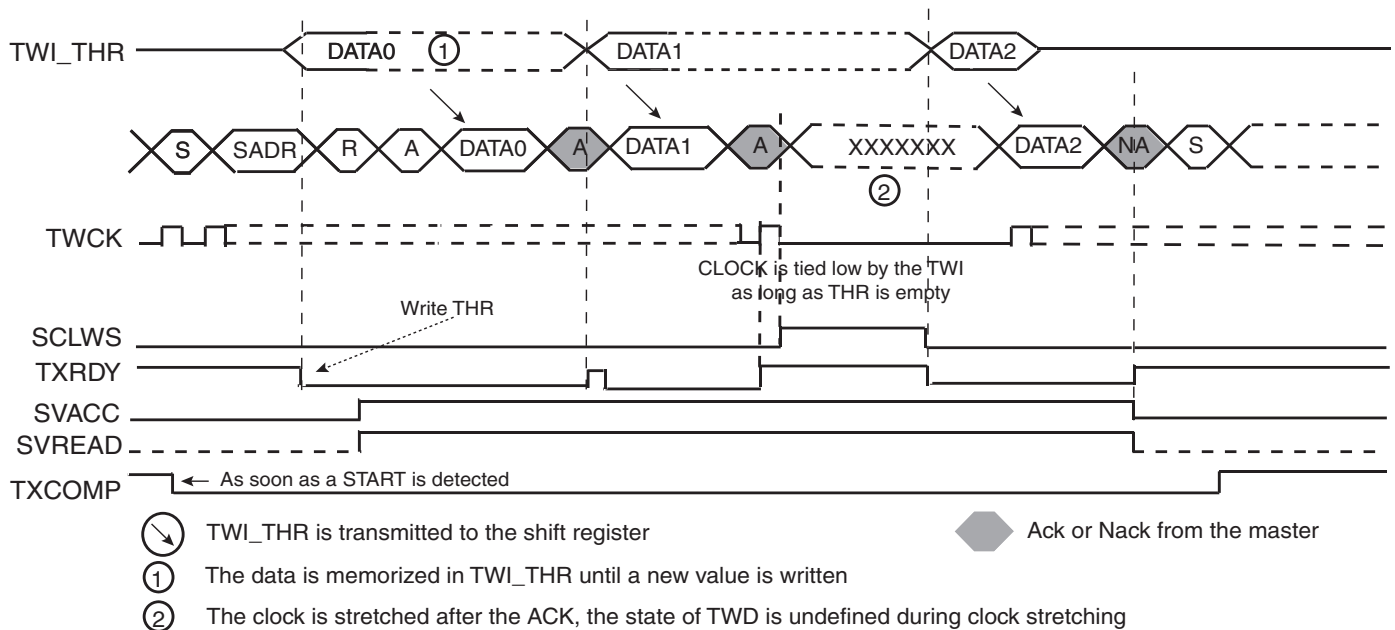 TWI_THR DATA0 1 DATA1 DATA2
S SADR R A DATA0 A DATA1 A XXXXXXX DATA2 NA S
2
TWCK
CLOCK is tied low by the TWI
as long as THR is empty
Write THR
SCLWS
TXRDY
SVACC
SVREAD
TXCOMP As soon as a START is detected
TWI_THR is transmitted to the shift register Ack or Nack from the master
1 The data is memorized in TWI_THR until a new value is written
2 The clock is stretched after the ACK, the state of TWD is undefined during clock stretching